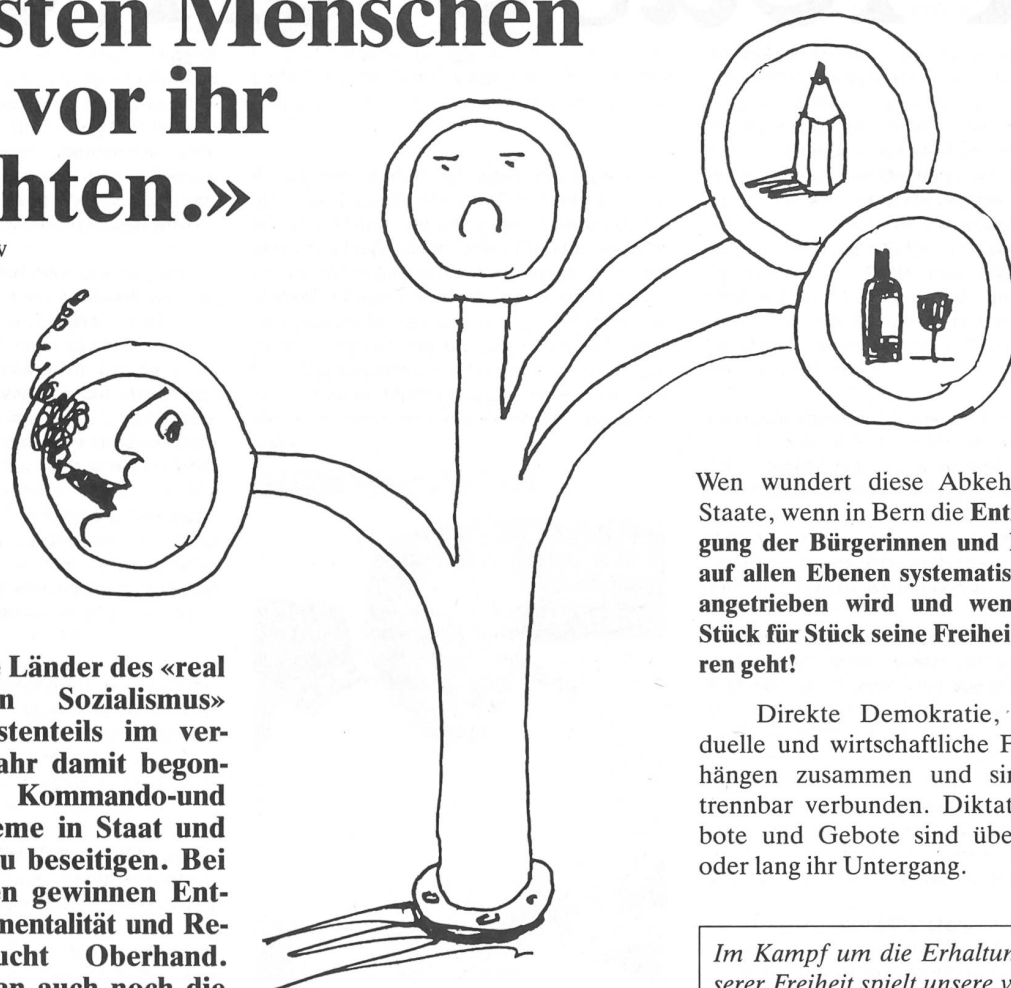 sten Menschen
vor ihr
hten.»
v
e Länder des «real
n Sozialismus»
stenteils im ver-
ahr damit begon-
Kommando-und
eme in Staat und
u beseitigen. Bei
en gewinnen Ent-
mentalität und Re-
ucht Oberhand.
an auch noch die
Wen wundert diese Abkeh
Staate, wenn in Bern die Ent
gung der Bürgerinnen und
auf allen Ebenen systematis
angetrieben wird und wen
Stück für Stück seine Freihei
ren geht!
Direkte Demokratie,
duelle und wirtschaftliche F
hängen zusammen und sin
trennbar verbunden. Diktat
bote und Gebote sind übe
oder lang ihr Untergang.
Im Kampf um die Erhaltun
serer Freiheit spielt unsere v